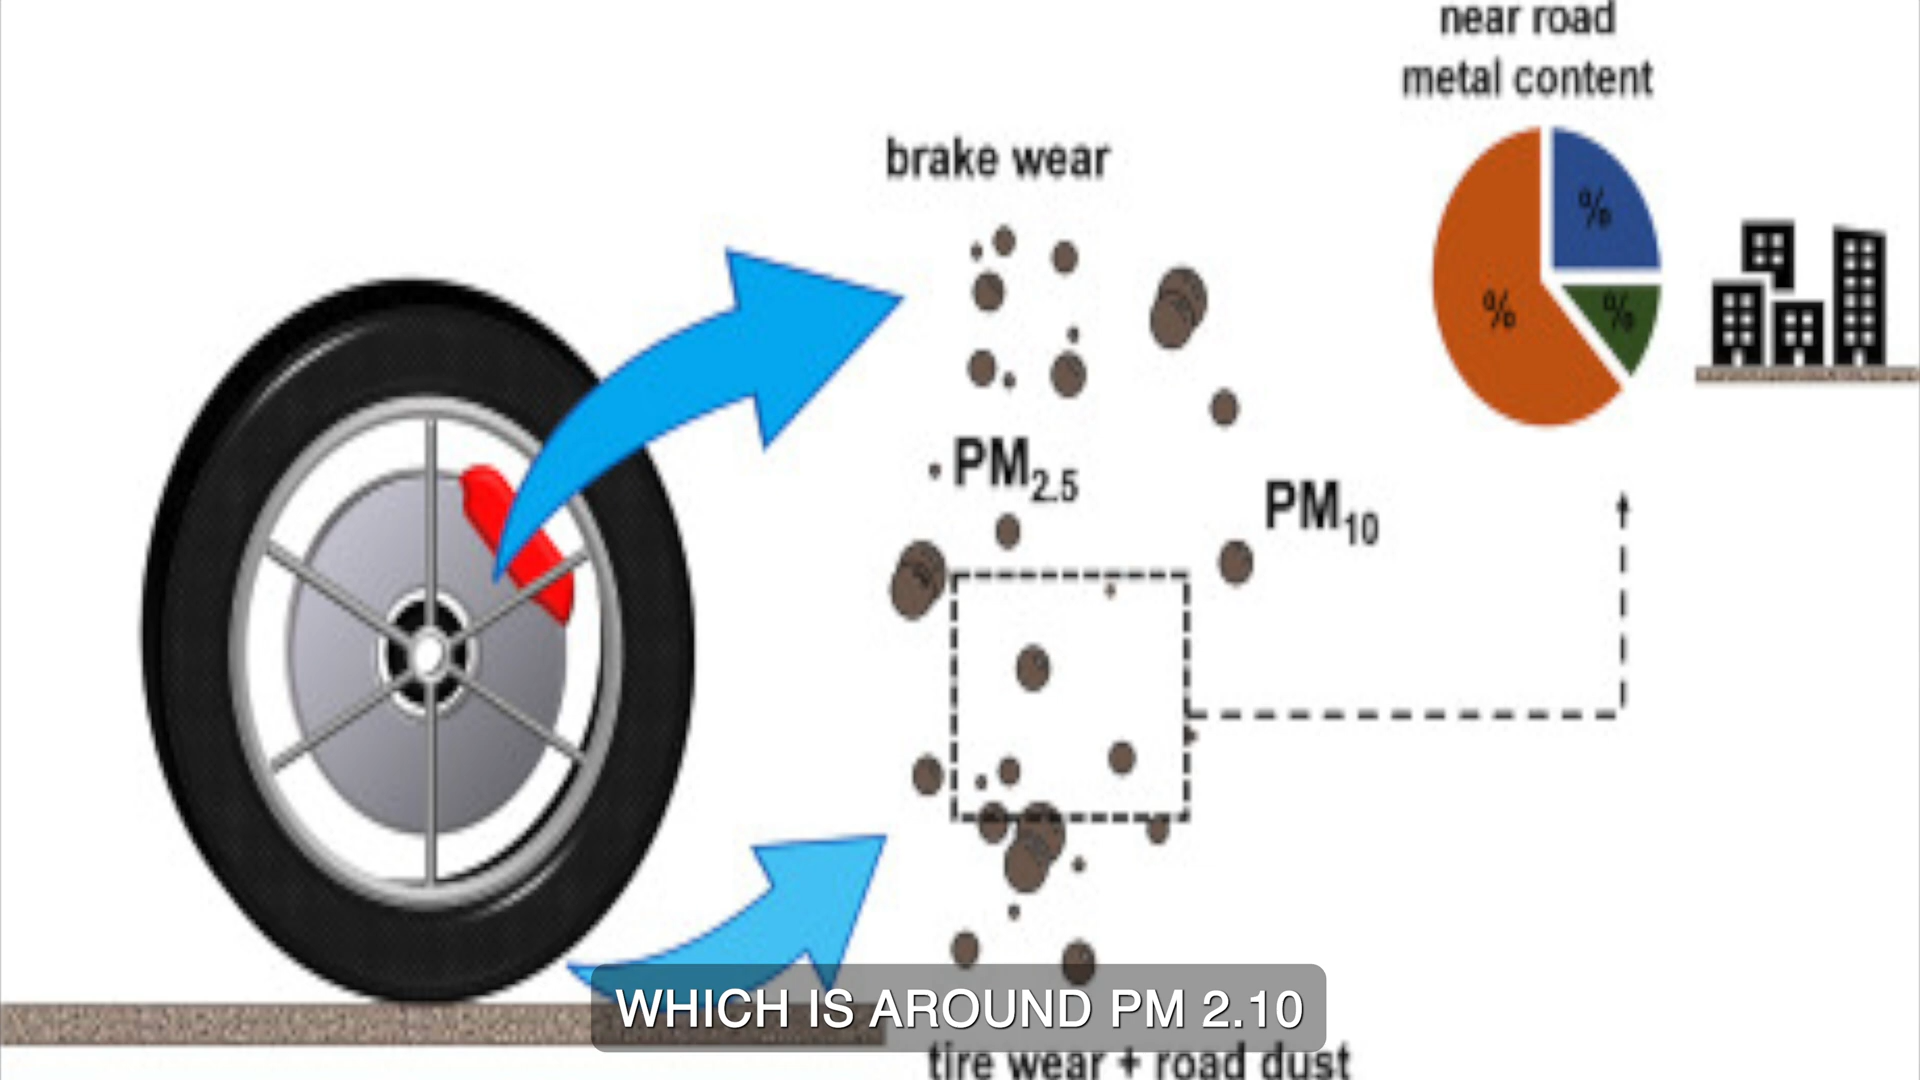 near road
metal content
brake wear
%
%
%
PM2.5
PM10
WHICH IS AROUND PM 2.10
tire wear + road dust